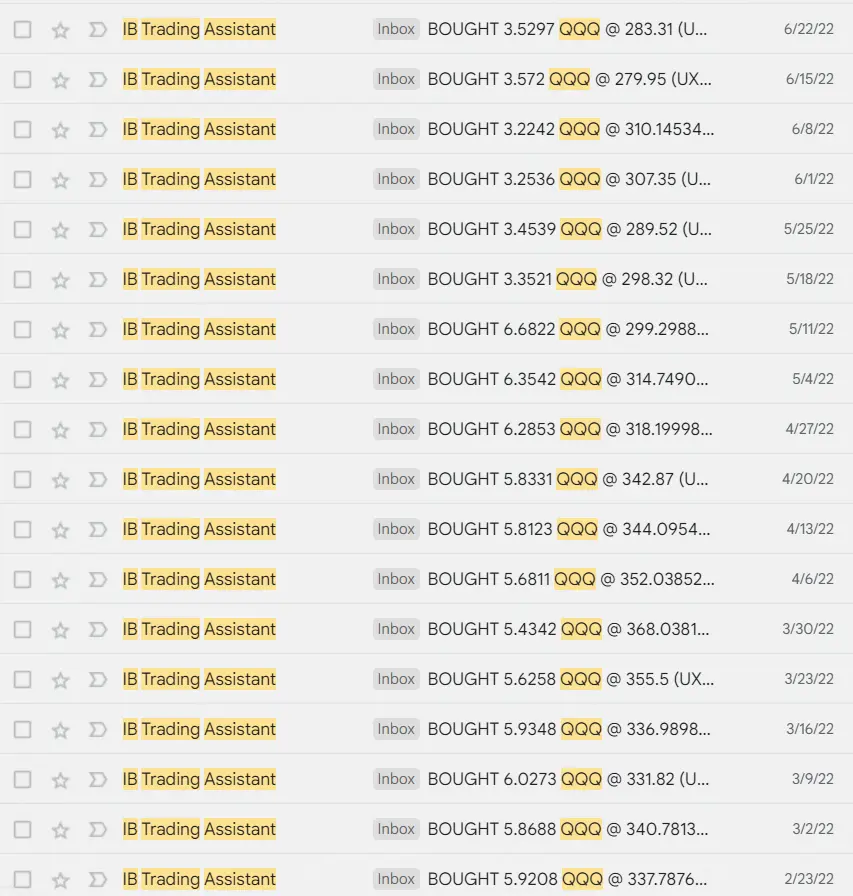 IB Trading Assistant Inbox BOUGHT 3.5297 QQQ @ 283.31 (U... 6/22/22
IB Trading Assistant Inbox BOUGHT 3.572 QQQ @ 279.95 (UX... 6/15/22
IB Trading Assistant Inbox BOUGHT 3.2242 QQQ @ 310.14534... 6/8/22
IB Trading Assistant Inbox BOUGHT 3.2536 QQQ @ 307.35 (U... 6/1/22
IB Trading Assistant Inbox BOUGHT 3.4539 QQQ @ 289.52 (U... 5/25/22
IB Trading Assistant Inbox BOUGHT 3.3521 QQQ @ 298.32 (U... 5/18/22
IB Trading Assistant Inbox BOUGHT 6.6822 QQQ @ 299.2988... 5/11/22
IB Trading Assistant Inbox BOUGHT 6.3542 QQQ @ 314.7490... 5/4/22
IB Trading Assistant Inbox BOUGHT 6.2853 QQQ @ 318.19998... 4/27/22
IB Trading Assistant Inbox BOUGHT 5.8331 QQQ @ 342.87 (U... 4/20/22
IB Trading Assistant Inbox BOUGHT 5.8123 QQQ @ 344.0954... 4/13/22
IB Trading Assistant Inbox BOUGHT 5.6811 QQQ @ 352.03852... 4/6/22
IB Trading Assistant Inbox BOUGHT 5.4342 QQQ @ 368.0381... 3/30/22
IB Trading Assistant Inbox BOUGHT 5.6258 QQQ @ 355.5 (UX... 3/23/22
IB Trading Assistant Inbox BOUGHT 5.9348 QQQ @ 336.9898... 3/16/22
IB Trading Assistant Inbox BOUGHT 6.0273 QQQ @ 331.82 (U... 3/9/22
IB Trading Assistant Inbox BOUGHT 5.8688 QQQ @ 340.7813... 3/2/22
IB Trading Assistant Inbox BOUGHT 5.9208 QQQ @ 337.7876... 2/23/22